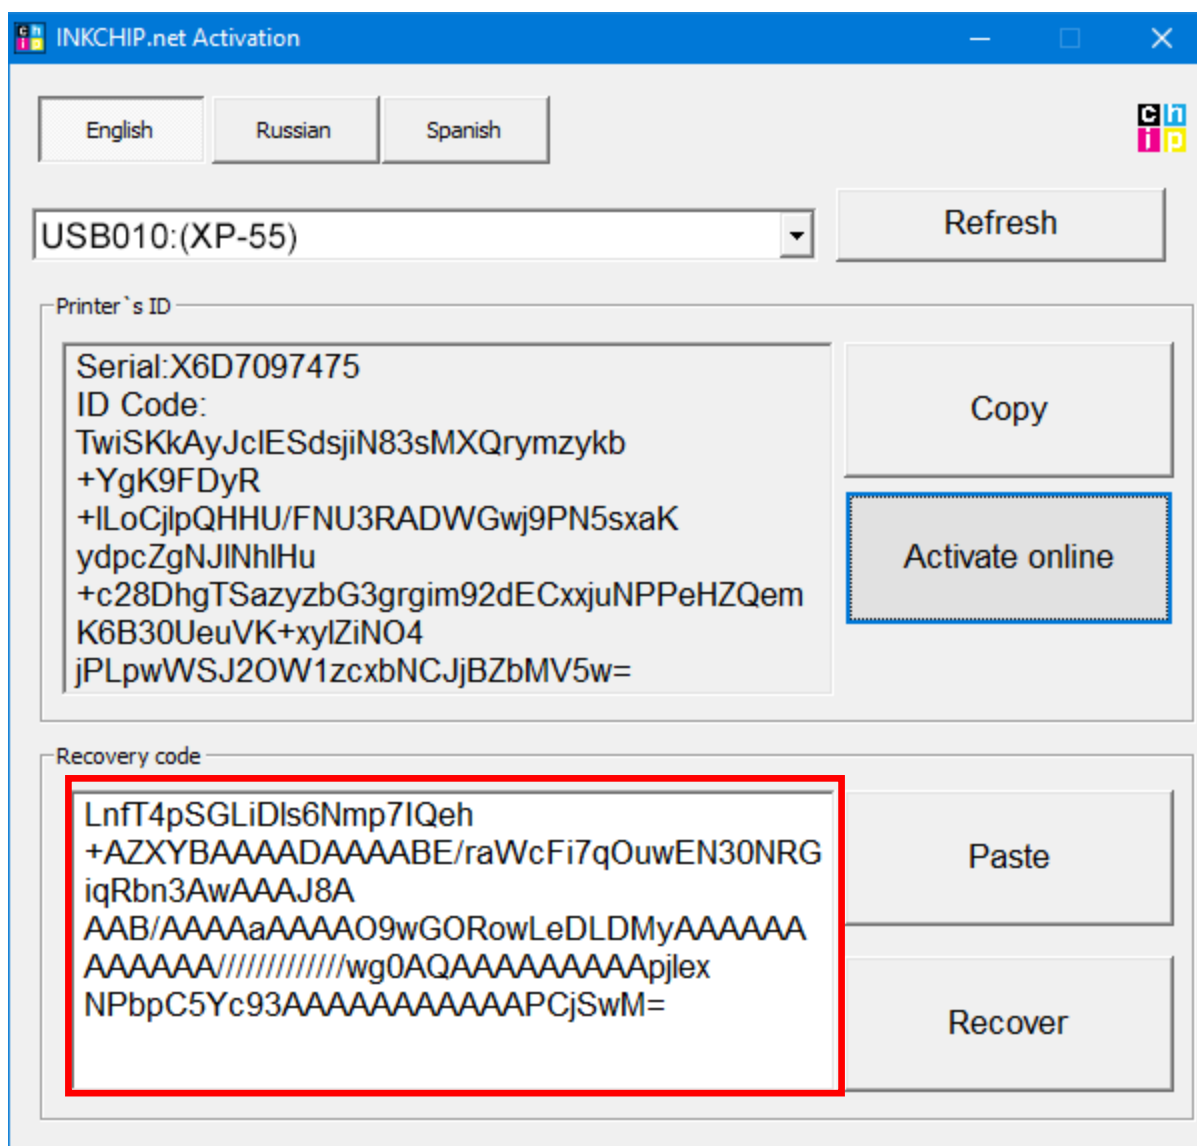 INKCHIP.net Activation
English
Russian
Spanish
chip
USB010:(XP-55)
Refresh
Printer`s ID
Serial:X6D7097475
ID Code:
TwiSKkAyJclESdsjiN83sMXQrymzykb
+YgK9FDyR
+lLoCjlpQHHU/FNU3RADWGwj9PN5sxaK
ydpcZgNJlNhlHu
+c28DhgTSazyzbG3grgim92dECxxjuNPPeHZQem
K6B30UeuVK+xylZiNO4
jPLpwWSJ2OW1zcxbNCJjBZbMV5w=
Copy
Activate online
Recovery code
LnfT4pSGLiDls6Nmp7IQeh
+AZXYBAAAADAAAABE/raWcFi7qOuwEN30NRG
iqRbn3AwAAAJ8A
AAB/AAAAaAAAAO9wGORowLeDLDMyAAAAAA
AAAAAA/////////////wg0AQAAAAAAAAApjlex
NPbpC5Yc93AAAAAAAAAAAPCjSwM=
Paste
Recover